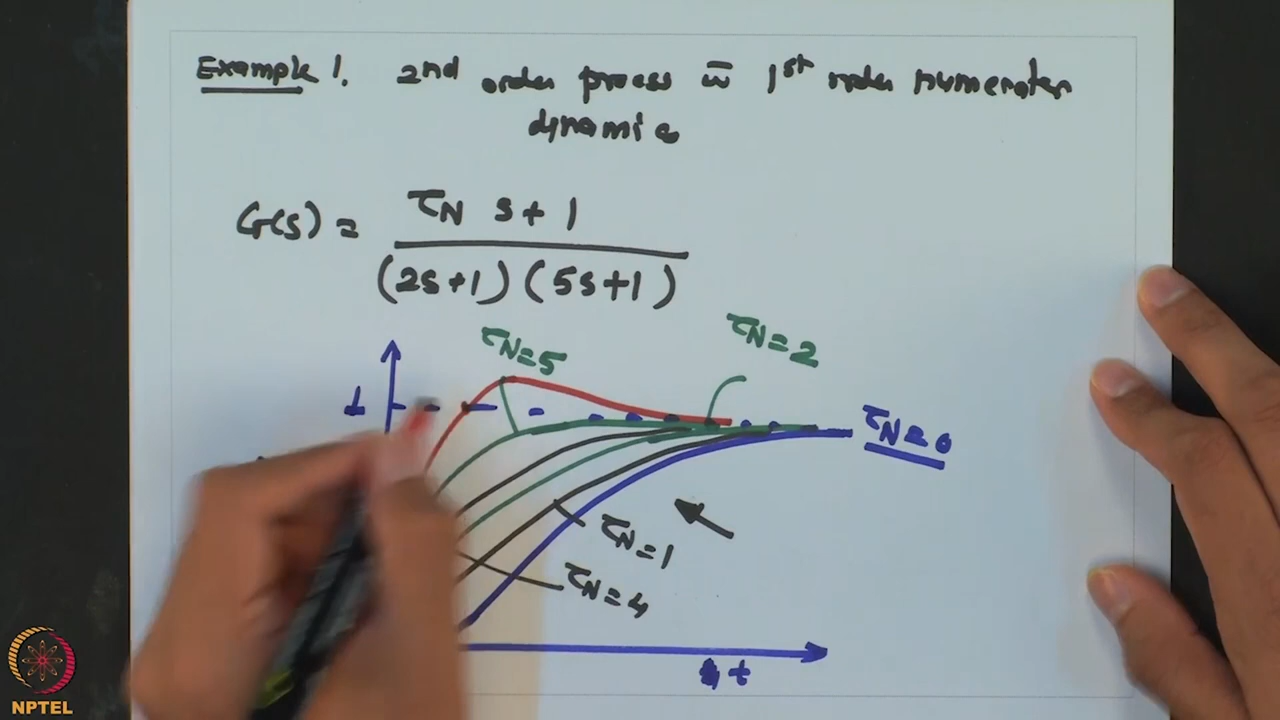 Example 1. 2nd order process w̄ 1st order numerator
dynamics
G(s) = τN s+1
(2s+1) (5s+1)
τN=5
τN=2
1
τN=0
τN=1
τN=4
t
NPTEL